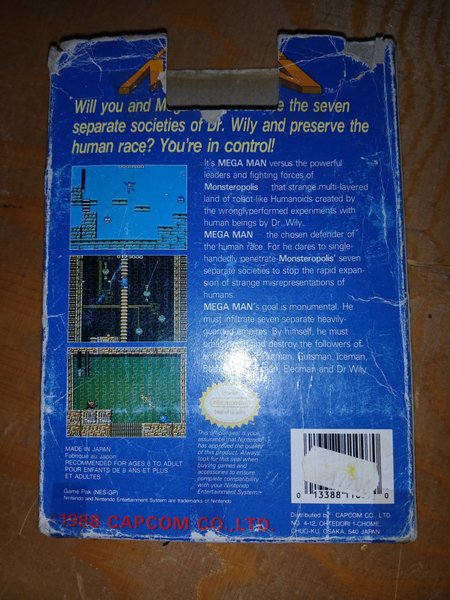 TM
Will you and the seven
separate societies of Dr. Wily and preserve the
human race? You're in control!
It's MEGA MAN versus the powerful
leaders and fighting forces of
Monsteropolis — that strange multi-layered
land of robot-like Humanoids created by
the wronglyperformed experiments with
human beings by Dr. Wily.
MEGA MAN — the chosen defender of
the human race. For he dares to single-
handedly penetrate Monsteropolis' seven
separate societies to stop the rapid expan-
sion of strange misrepresentations of
humans.
MEGA MAN's goal is monumental. He
must infiltrate seven separate heavily-
guarded empires. By himself, he must
and destroy the followers of
Gutsman, Iceman,
Elecman and Dr Wily.
Nintendo
Seal of Quality
This official seal is your
assurance that Nintendo
has approved the quality
of this product. Always
look for this seal when
buying games and
accessories to ensure
complete compatibility
with your Nintendo
Entertainment System.
MADE IN JAPAN
Fabriqué au Japon
RECOMMENDED FOR AGES 8 TO ADULT
POUR ENFANTS DE 8 ANS ET PLUS
ET ADULTES
Game Pak (NES-GP)
Nintendo and Nintendo Entertainment System are trademarks of Nintendo.
0 13388 0
1988 CAPCOM CO., LTD.
Distributed by: CAPCOM CO., LTD
NO. 4-12, OHTEDORI 1-CHOME
CHUO-KU, OSAKA, 540 JAPAN